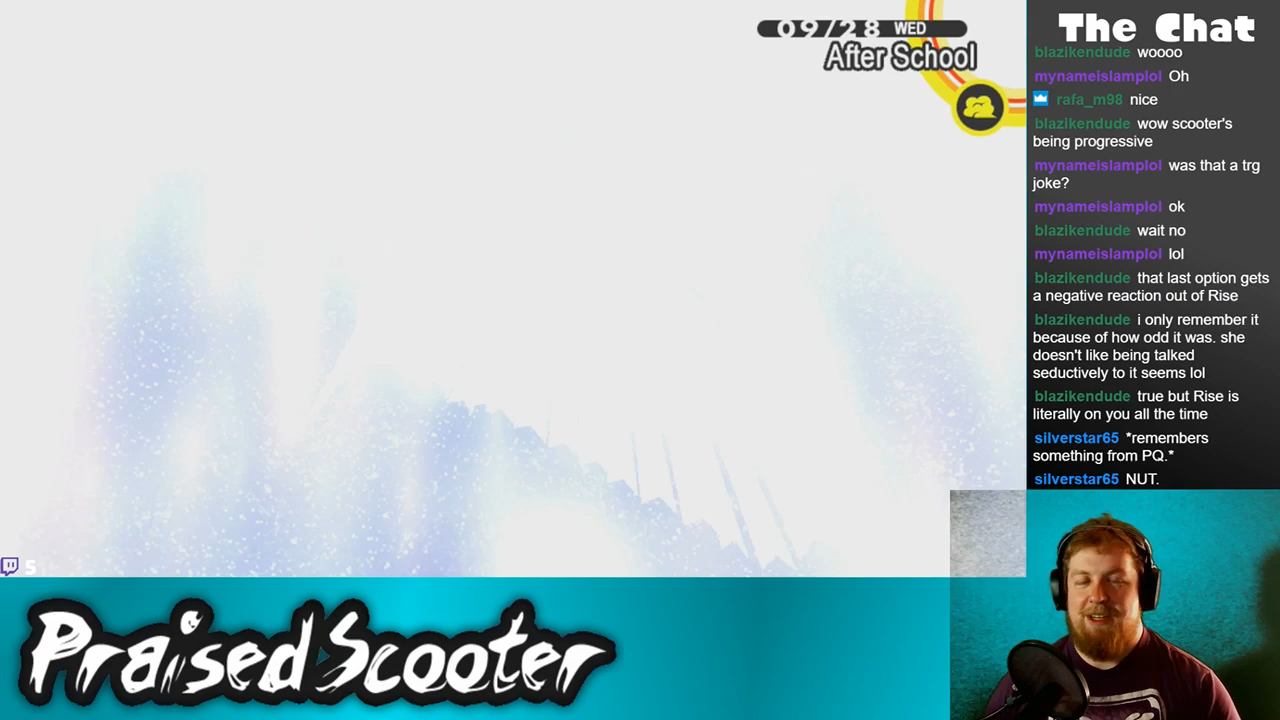 09/28 WED
After School
The Chat
blazikendude woooo
mynameislamplol Oh
rafa_m98 nice
blazikendude wow scooter's
being progressive
mynameislamplol was that a trg
joke?
mynameislamplol ok
blazikendude wait no
mynameislamplol lol
blazikendude that last option gets
a negative reaction out of Rise
blazikendude i only remember it
because of how odd it was. she
doesn't like being talked
seductively to it seems lol
blazikendude true but Rise is
literally on you all the time
silverstar65 *remembers
something from PQ.*
silverstar65 NUT.
5
PraisedScooter